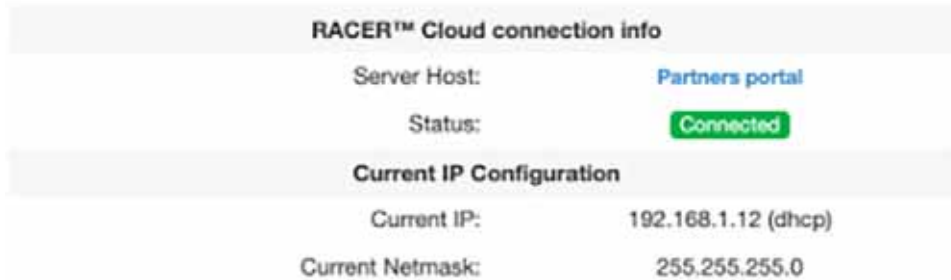 RACER™ Cloud connection info
Server Host: Partners portal
Status: Connected
Current IP Configuration
Current IP: 192.168.1.12 (dhcp)
Current Netmask: 255.255.255.0